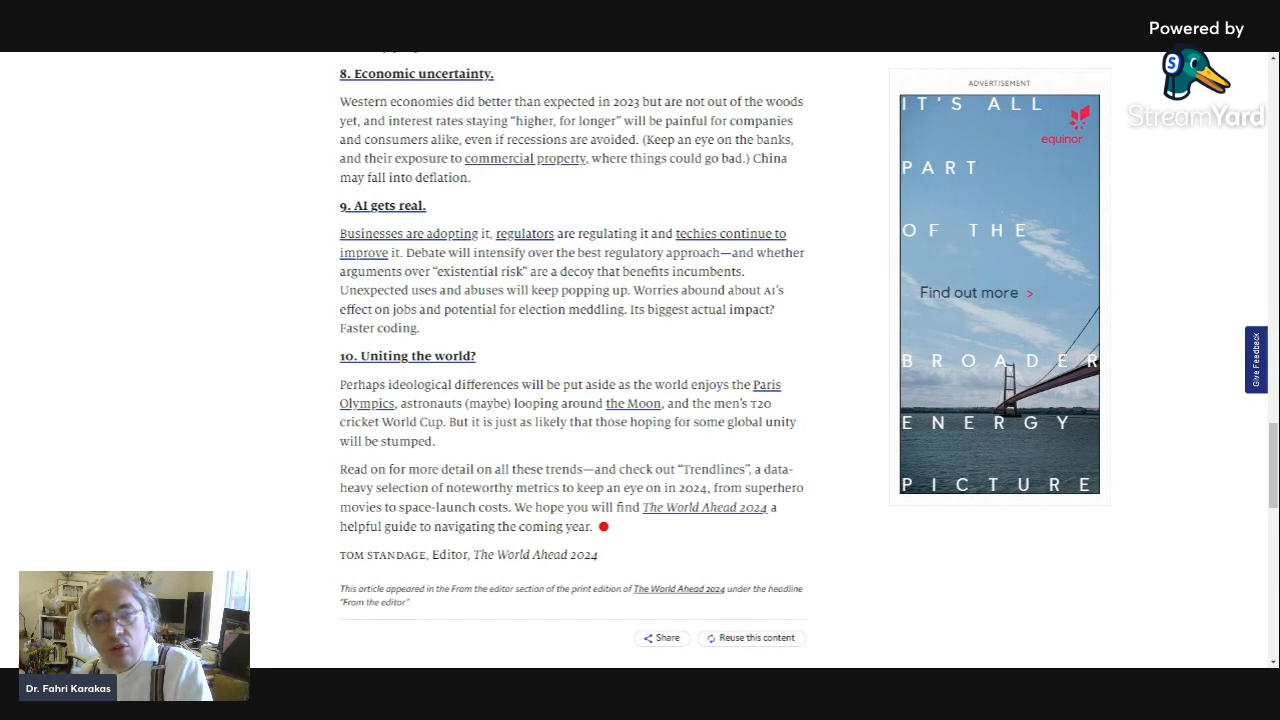 Powered by
StreamYard
8. Economic uncertainty.
Western economies did better than expected in 2023 but are not out of the woods
yet, and interest rates staying “higher, for longer” will be painful for companies
and consumers alike, even if recessions are avoided. (Keep an eye on the banks,
and their exposure to commercial property, where things could go bad.) China
may fall into deflation.
9. AI gets real.
Businesses are adopting it, regulators are regulating it and techies continue to
improve it. Debate will intensify over the best regulatory approach—and whether
arguments over “existential risk” are a decoy that benefits incumbents.
Unexpected uses and abuses will keep popping up. Worries abound about AI’s
effect on jobs and potential for election meddling. Its biggest actual impact?
Faster coding.
10. Uniting the world?
Perhaps ideological differences will be put aside as the world enjoys the Paris
Olympics, astronauts (maybe) looping around the Moon, and the men’s T20
cricket World Cup. But it is just as likely that those hoping for some global unity
will be stumped.
Read on for more detail on all these trends—and check out “Trendlines”, a data-
heavy selection of noteworthy metrics to keep an eye on in 2024, from superhero
movies to space-launch costs. We hope you will find The World Ahead 2024 a
helpful guide to navigating the coming year.
TOM STANDAGE, Editor, The World Ahead 2024
This article appeared in the From the editor section of the print edition of The World Ahead 2024 under the headline
“From the editor”
Share
Reuse this content
ADVERTISEMENT
IT'S ALL
equinor
PART
OF THE
Find out more >
BROADER
ENERGY
PICTURE
Give Feedback
Dr. Fahri Karakas